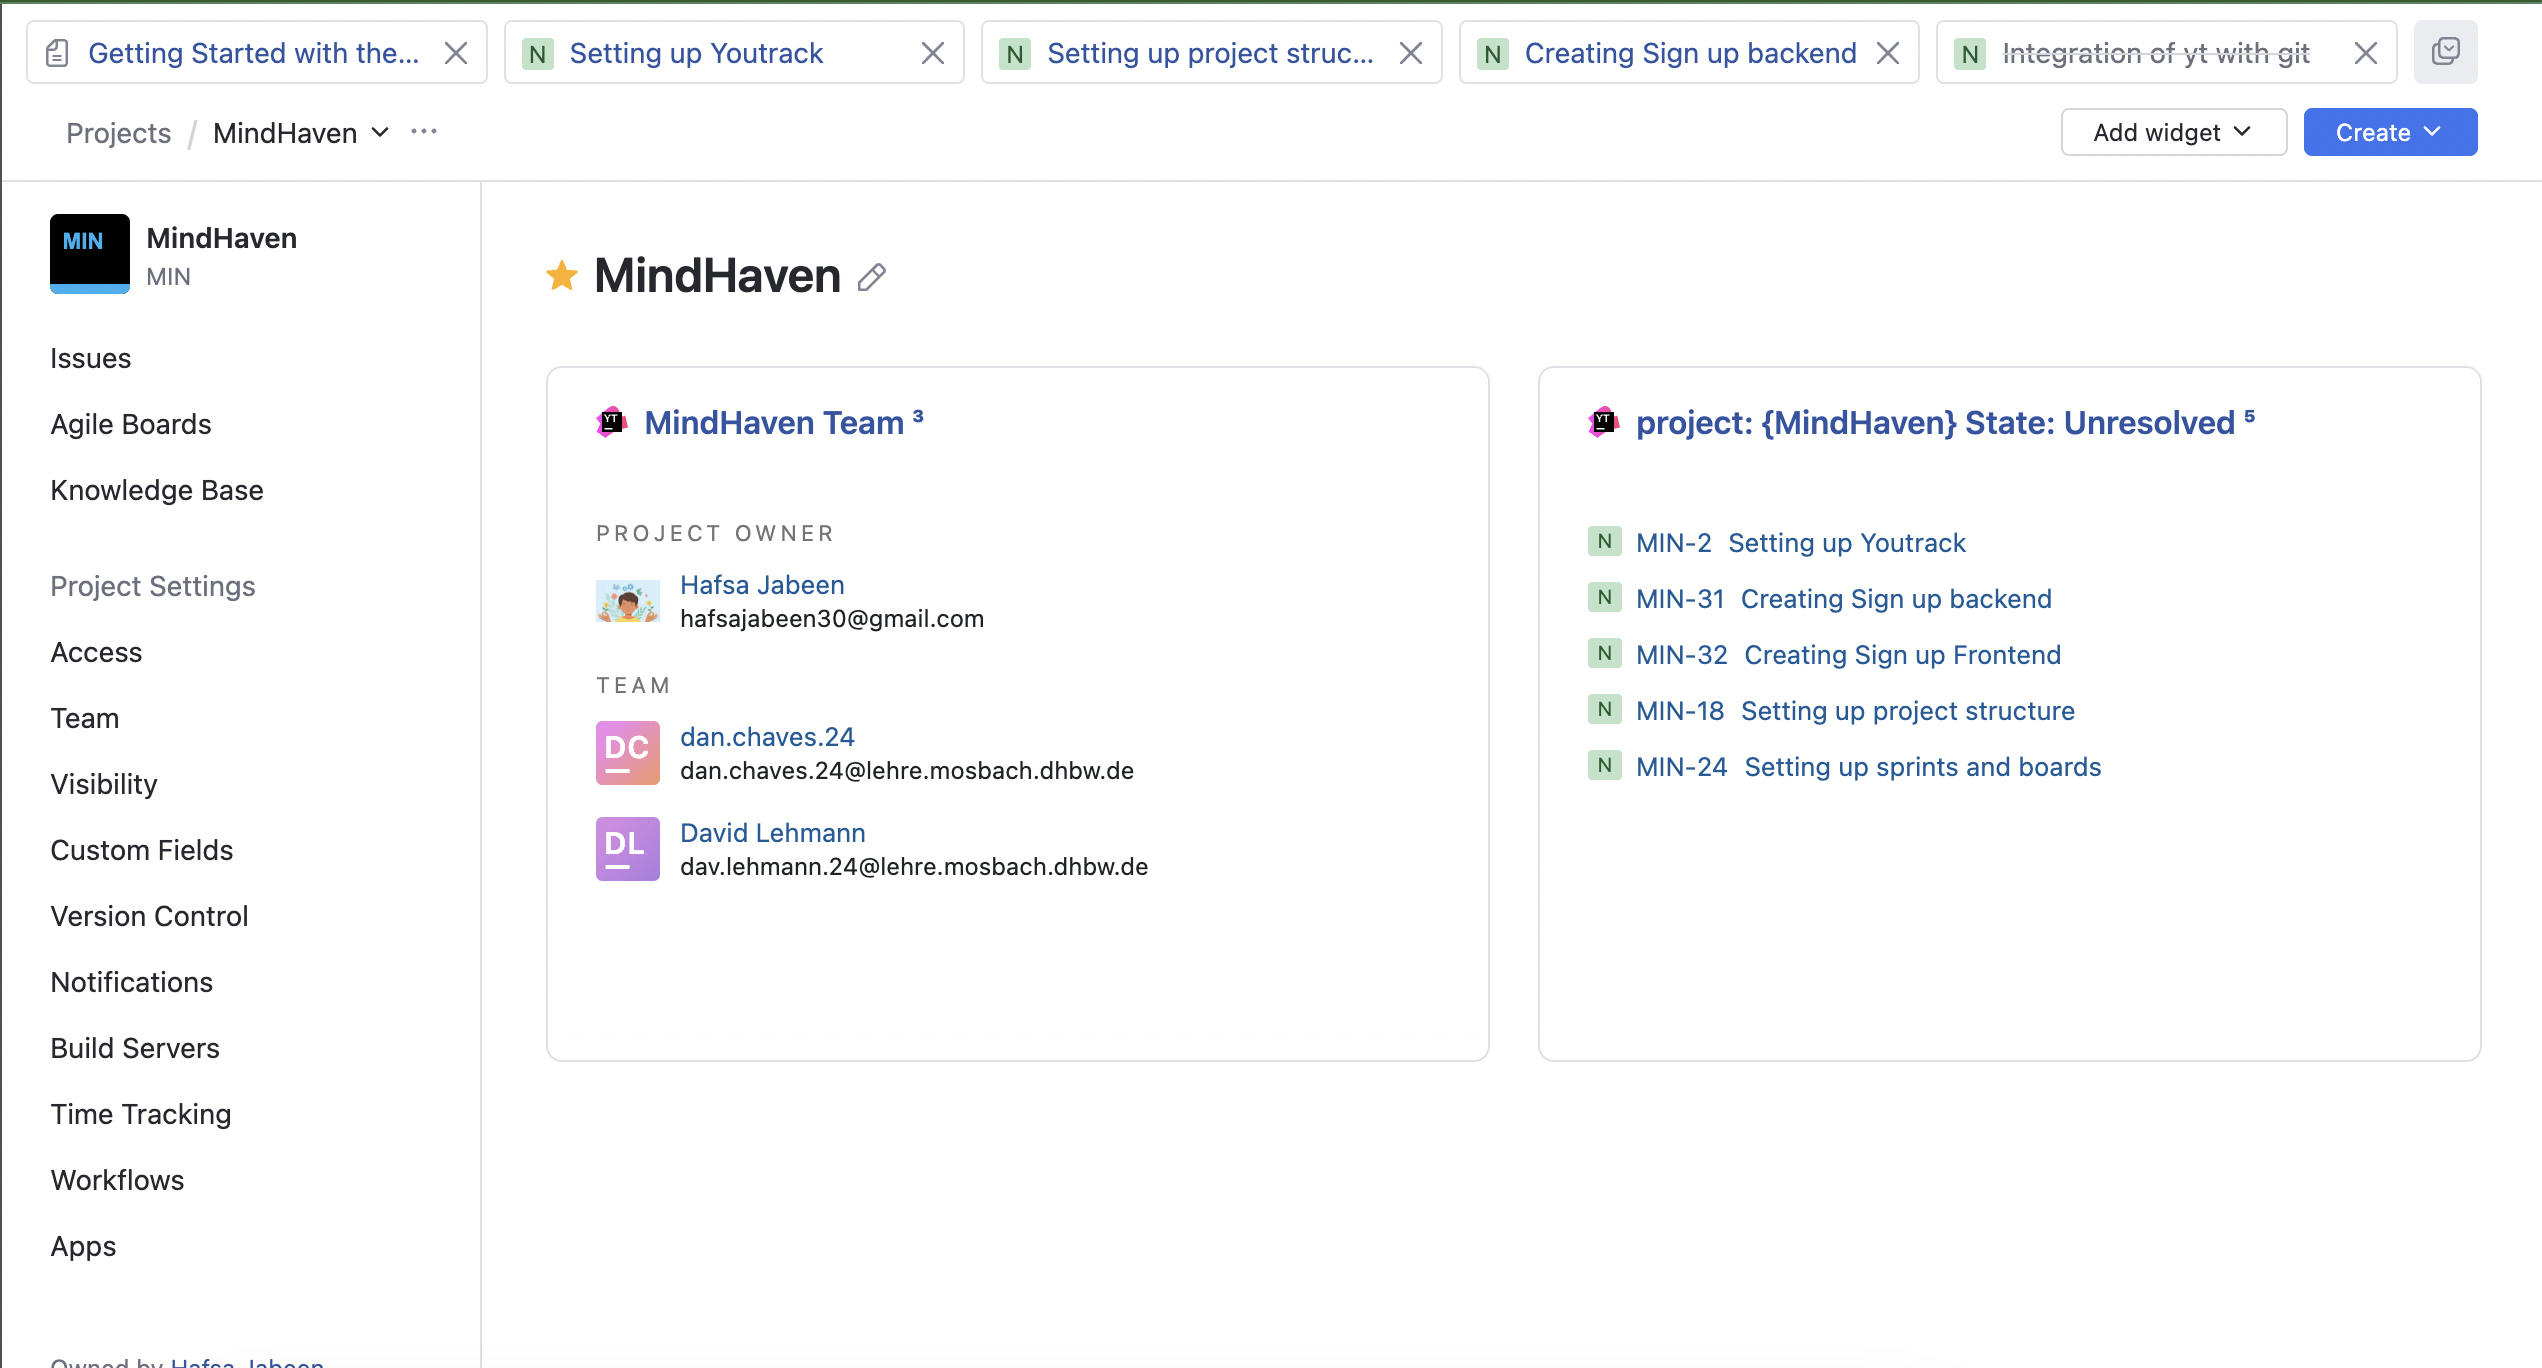 Getting Started with the...
N Setting up Youtrack
N Setting up project struc...
N Creating Sign up backend
N Integration of yt with git
Projects / MindHaven ...
Add widget
Create
MIN
MindHaven
MIN
Issues
Agile Boards
Knowledge Base
Project Settings
Access
Team
Visibility
Custom Fields
Version Control
Notifications
Build Servers
Time Tracking
Workflows
Apps
Owned by Hafsa Jabeen
MindHaven
YT MindHaven Team 3
PROJECT OWNER
Hafsa Jabeen
hafsajabeen30@gmail.com
TEAM
DC
dan.chaves.24
dan.chaves.24@lehre.mosbach.dhbw.de
DL
David Lehmann
dav.lehmann.24@lehre.mosbach.dhbw.de
YT project: {MindHaven} State: Unresolved 5
N MIN-2 Setting up Youtrack
N MIN-31 Creating Sign up backend
N MIN-32 Creating Sign up Frontend
N MIN-18 Setting up project structure
N MIN-24 Setting up sprints and boards